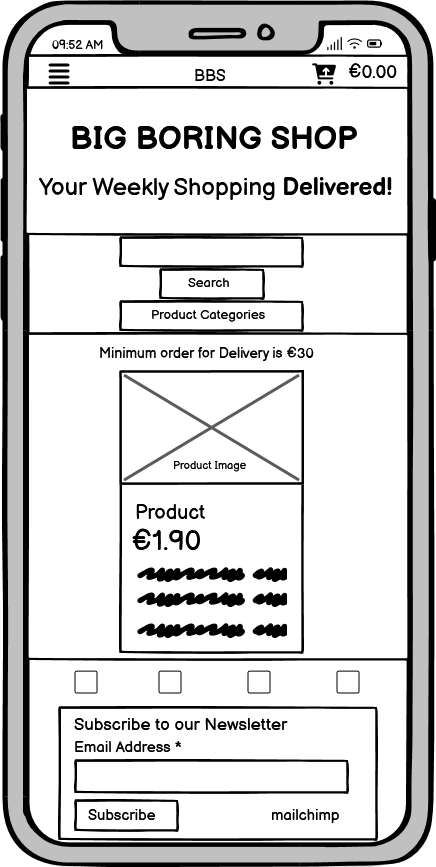 09:52 AM
BBS
€0.00
BIG BORING SHOP
Your Weekly Shopping Delivered!
Search
Product Categories
Minimum order for Delivery is €30
Product Image
Product
€1.90
Subscribe to our Newsletter
Email Address *
Subscribe
mailchimp